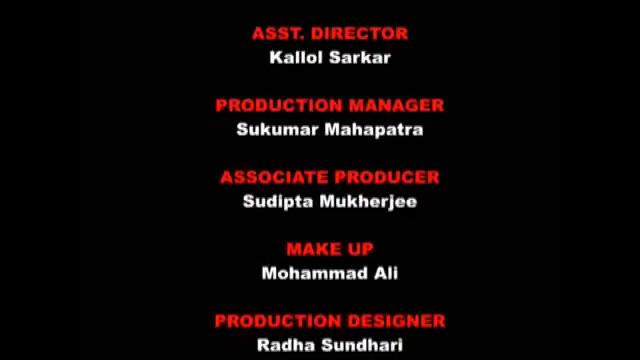 ASST. DIRECTOR
Kallol Sarkar
PRODUCTION MANAGER
Sukumar Mahapatra
ASSOCIATE PRODUCER
Sudipta Mukherjee
MAKE UP
Mohammad Ali
PRODUCTION DESIGNER
Radha Sundhari